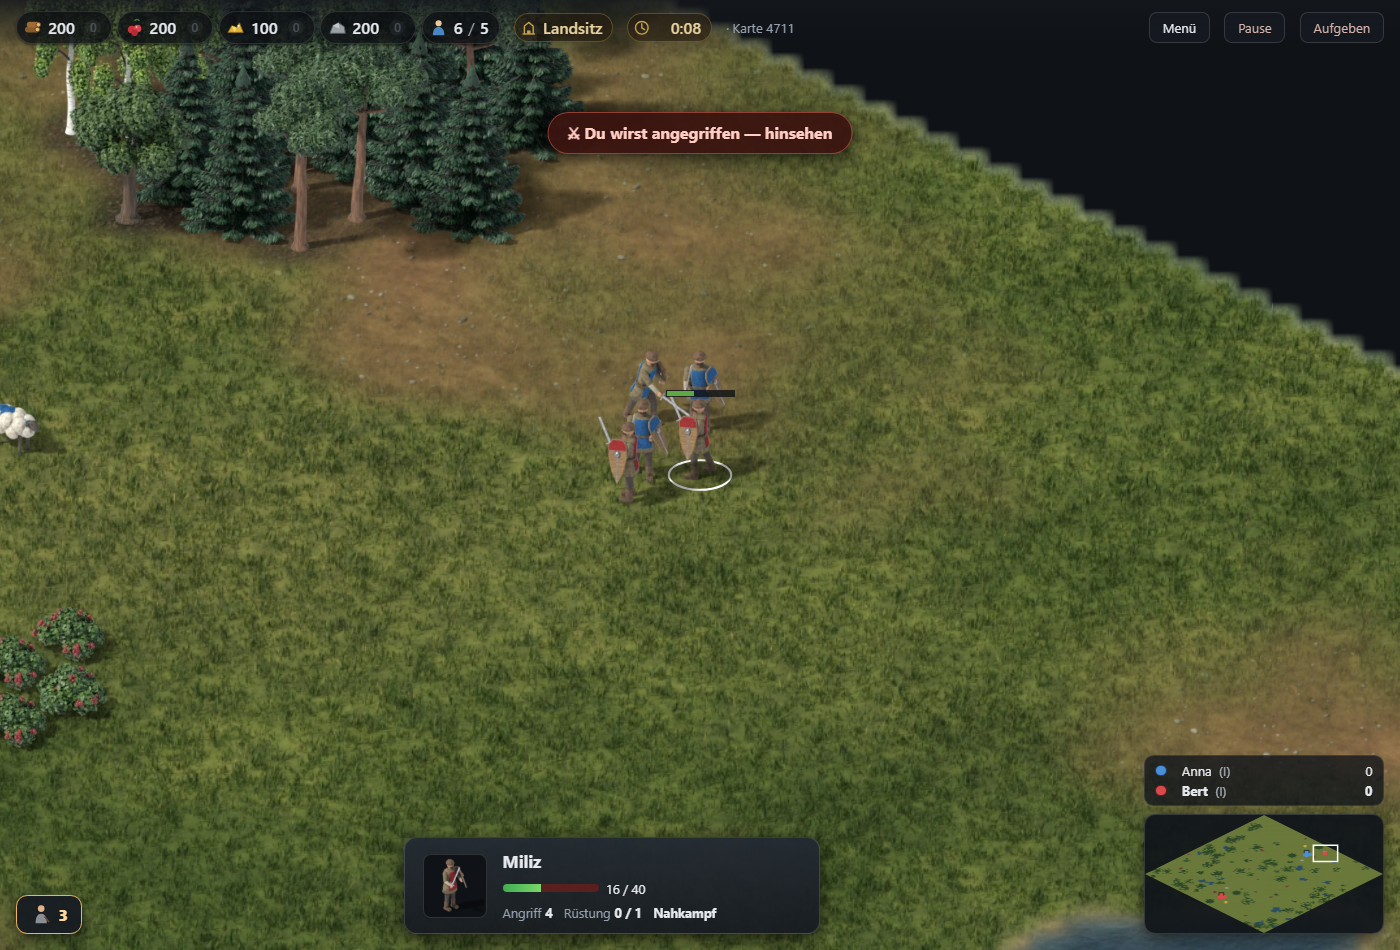 200 0 200 0 100 0 200 0 6 / 5 Landsitz 0:08 · Karte 4711 Menü Pause Aufgeben
⚔ Du wirst angegriffen — hinsehen
Anna (I) 0
Bert (I) 0
Miliz
16 / 40
Angriff 4 Rüstung 0 / 1 Nahkampf
3